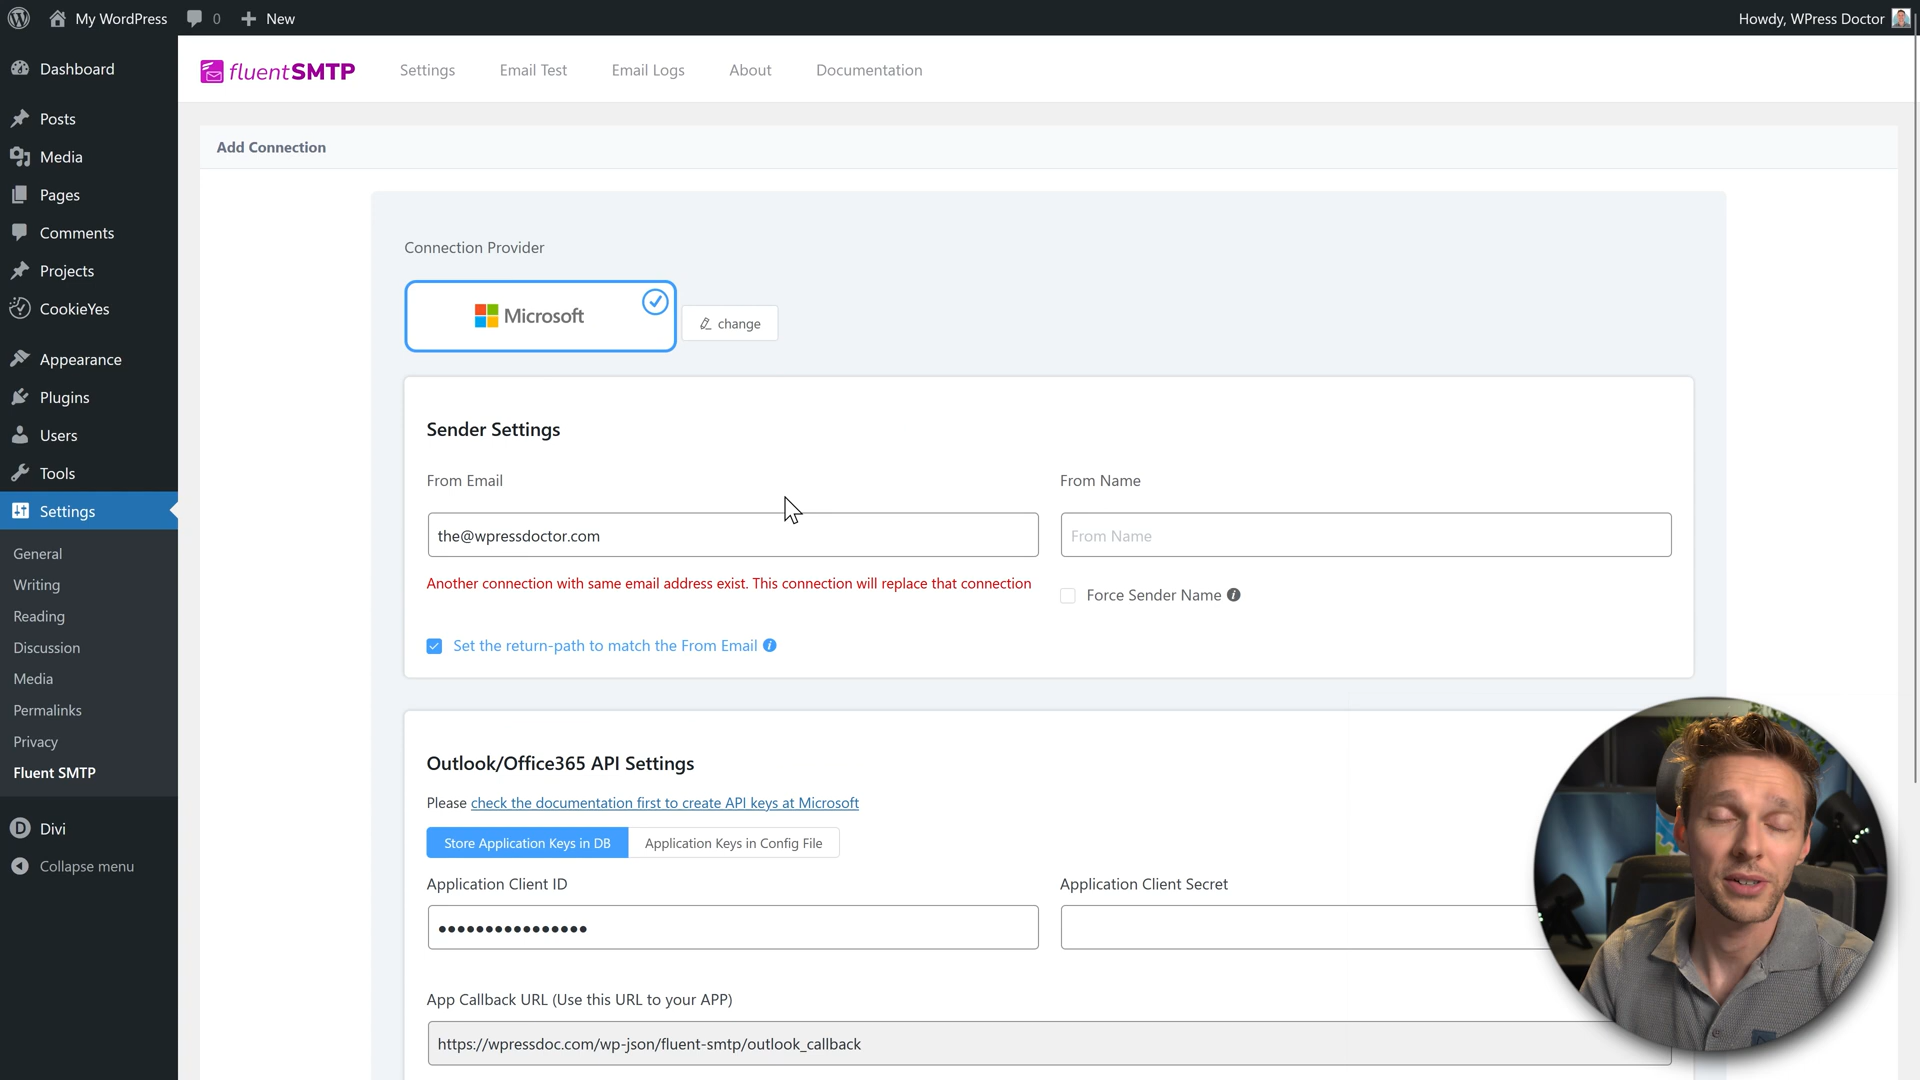 My WordPress
0
New
Howdy, WPress Doctor
Dashboard
Posts
Media
Pages
Comments
Projects
CookieYes
Appearance
Plugins
Users
Tools
Settings
General
Writing
Reading
Discussion
Media
Permalinks
Privacy
Fluent SMTP
Divi
Collapse menu
fluentSMTP
Settings
Email Test
Email Logs
About
Documentation
Add Connection
Connection Provider
Microsoft
change
Sender Settings
From Email
From Name
the@wpressdoctor.com
From Name
Another connection with same email address exist. This connection will replace that connection
Force Sender Name
Set the return-path to match the From Email
Outlook/Office365 API Settings
Please check the documentation first to create API keys at Microsoft
Store Application Keys in DB
Application Keys in Config File
Application Client ID
Application Client Secret
••••••••••••••••
App Callback URL (Use this URL to your APP)
https://wpressdoc.com/wp-json/fluent-smtp/outlook_callback